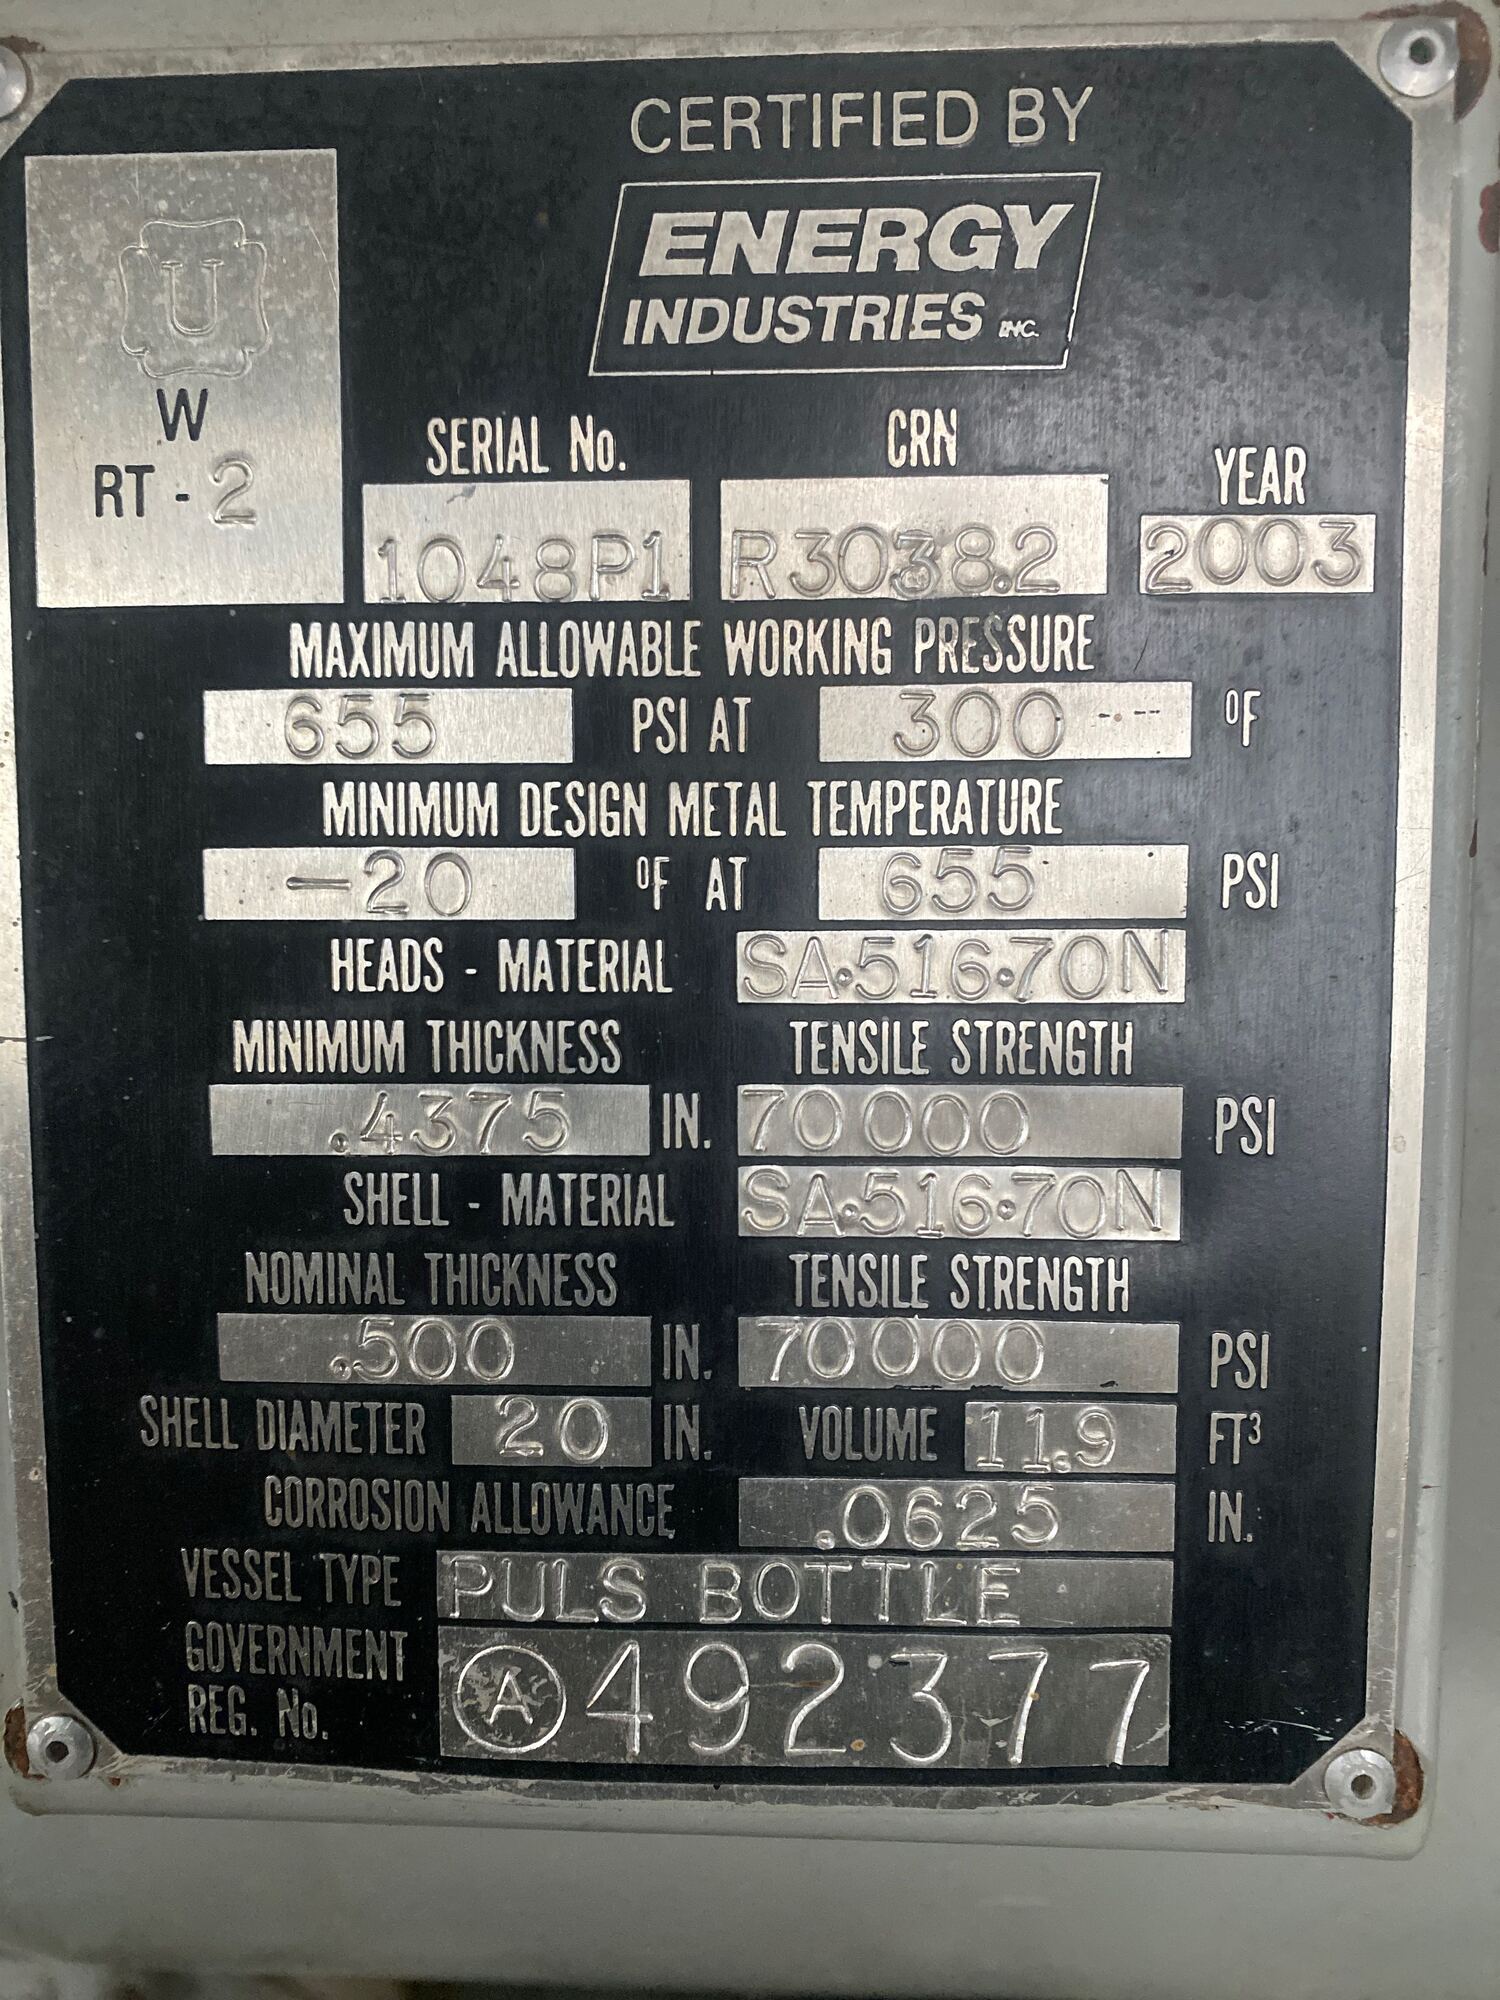 CERTIFIED BY
ENERGY
INDUSTRIES INC.
U
W
RT - 2
SERIAL No. CRN YEAR
1048P1 R3038.2 2003
MAXIMUM ALLOWABLE WORKING PRESSURE
655 PSI AT 300 -- °F
MINIMUM DESIGN METAL TEMPERATURE
-20 °F AT 655 PSI
HEADS - MATERIAL SA·516·70N
MINIMUM THICKNESS TENSILE STRENGTH
.4375 IN. 70000 PSI
SHELL - MATERIAL SA·516·70N
NOMINAL THICKNESS TENSILE STRENGTH
.500 IN. 70000 PSI
SHELL DIAMETER 20 IN. VOLUME 11.9 FT³
CORROSION ALLOWANCE .0625 IN.
VESSEL TYPE PULS BOTTLE
GOVERNMENT
REG. No. A 492377